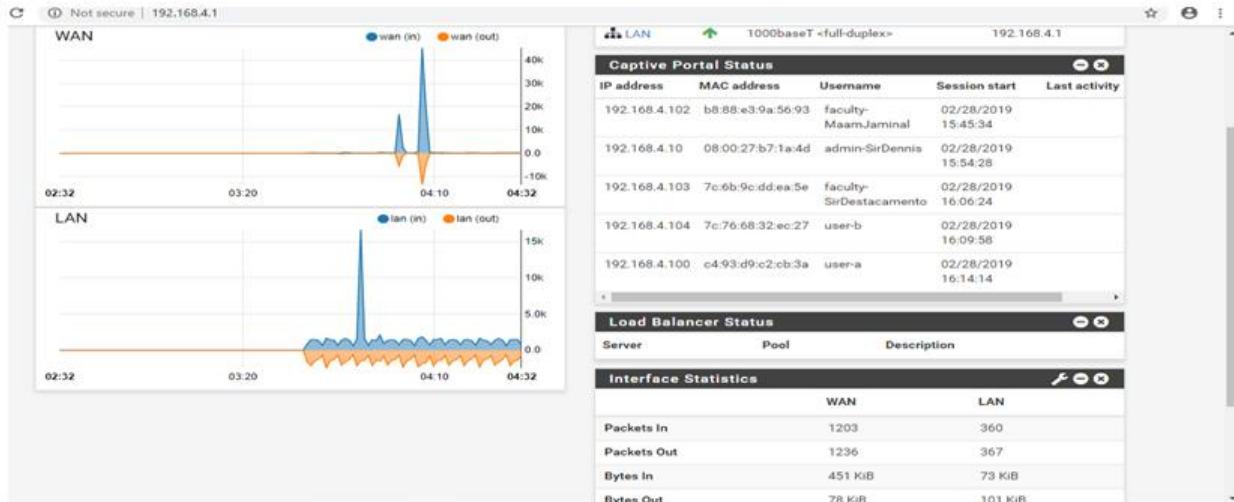 Not secure | 192.168.4.1
WAN
wan (in) wan (out)
40k
30k
20k
10k
0.0
-10k
02:32 03:20 04:10 04:32
LAN
lan (in) lan (out)
15k
10k
5.0k
0.0
02:32 03:20 04:10 04:32
LAN 1000baseT <full-duplex> 192.168.4.1
Captive Portal Status
IP address MAC address Username Session start Last activity
192.168.4.102 b8:88:e3:9a:56:93 faculty- 02/28/2019
MaamJaminal 15:45:34
192.168.4.10 08:00:27:b7:1a:4d admin-SirDennis 02/28/2019
15:54:28
192.168.4.103 7c:6b:9c:dd:ea:5e faculty- 02/28/2019
SirDestacamento 16:06:24
192.168.4.104 7c:76:68:32:ec:27 user-b 02/28/2019
16:09:58
192.168.4.100 c4:93:d9:c2:cb:3a user-a 02/28/2019
16:14:14
Load Balancer Status
Server Pool Description
Interface Statistics
WAN LAN
Packets In 1203 360
Packets Out 1236 367
Bytes In 451 KiB 73 KiB
Bytes Out 78 KiB 101 KiB